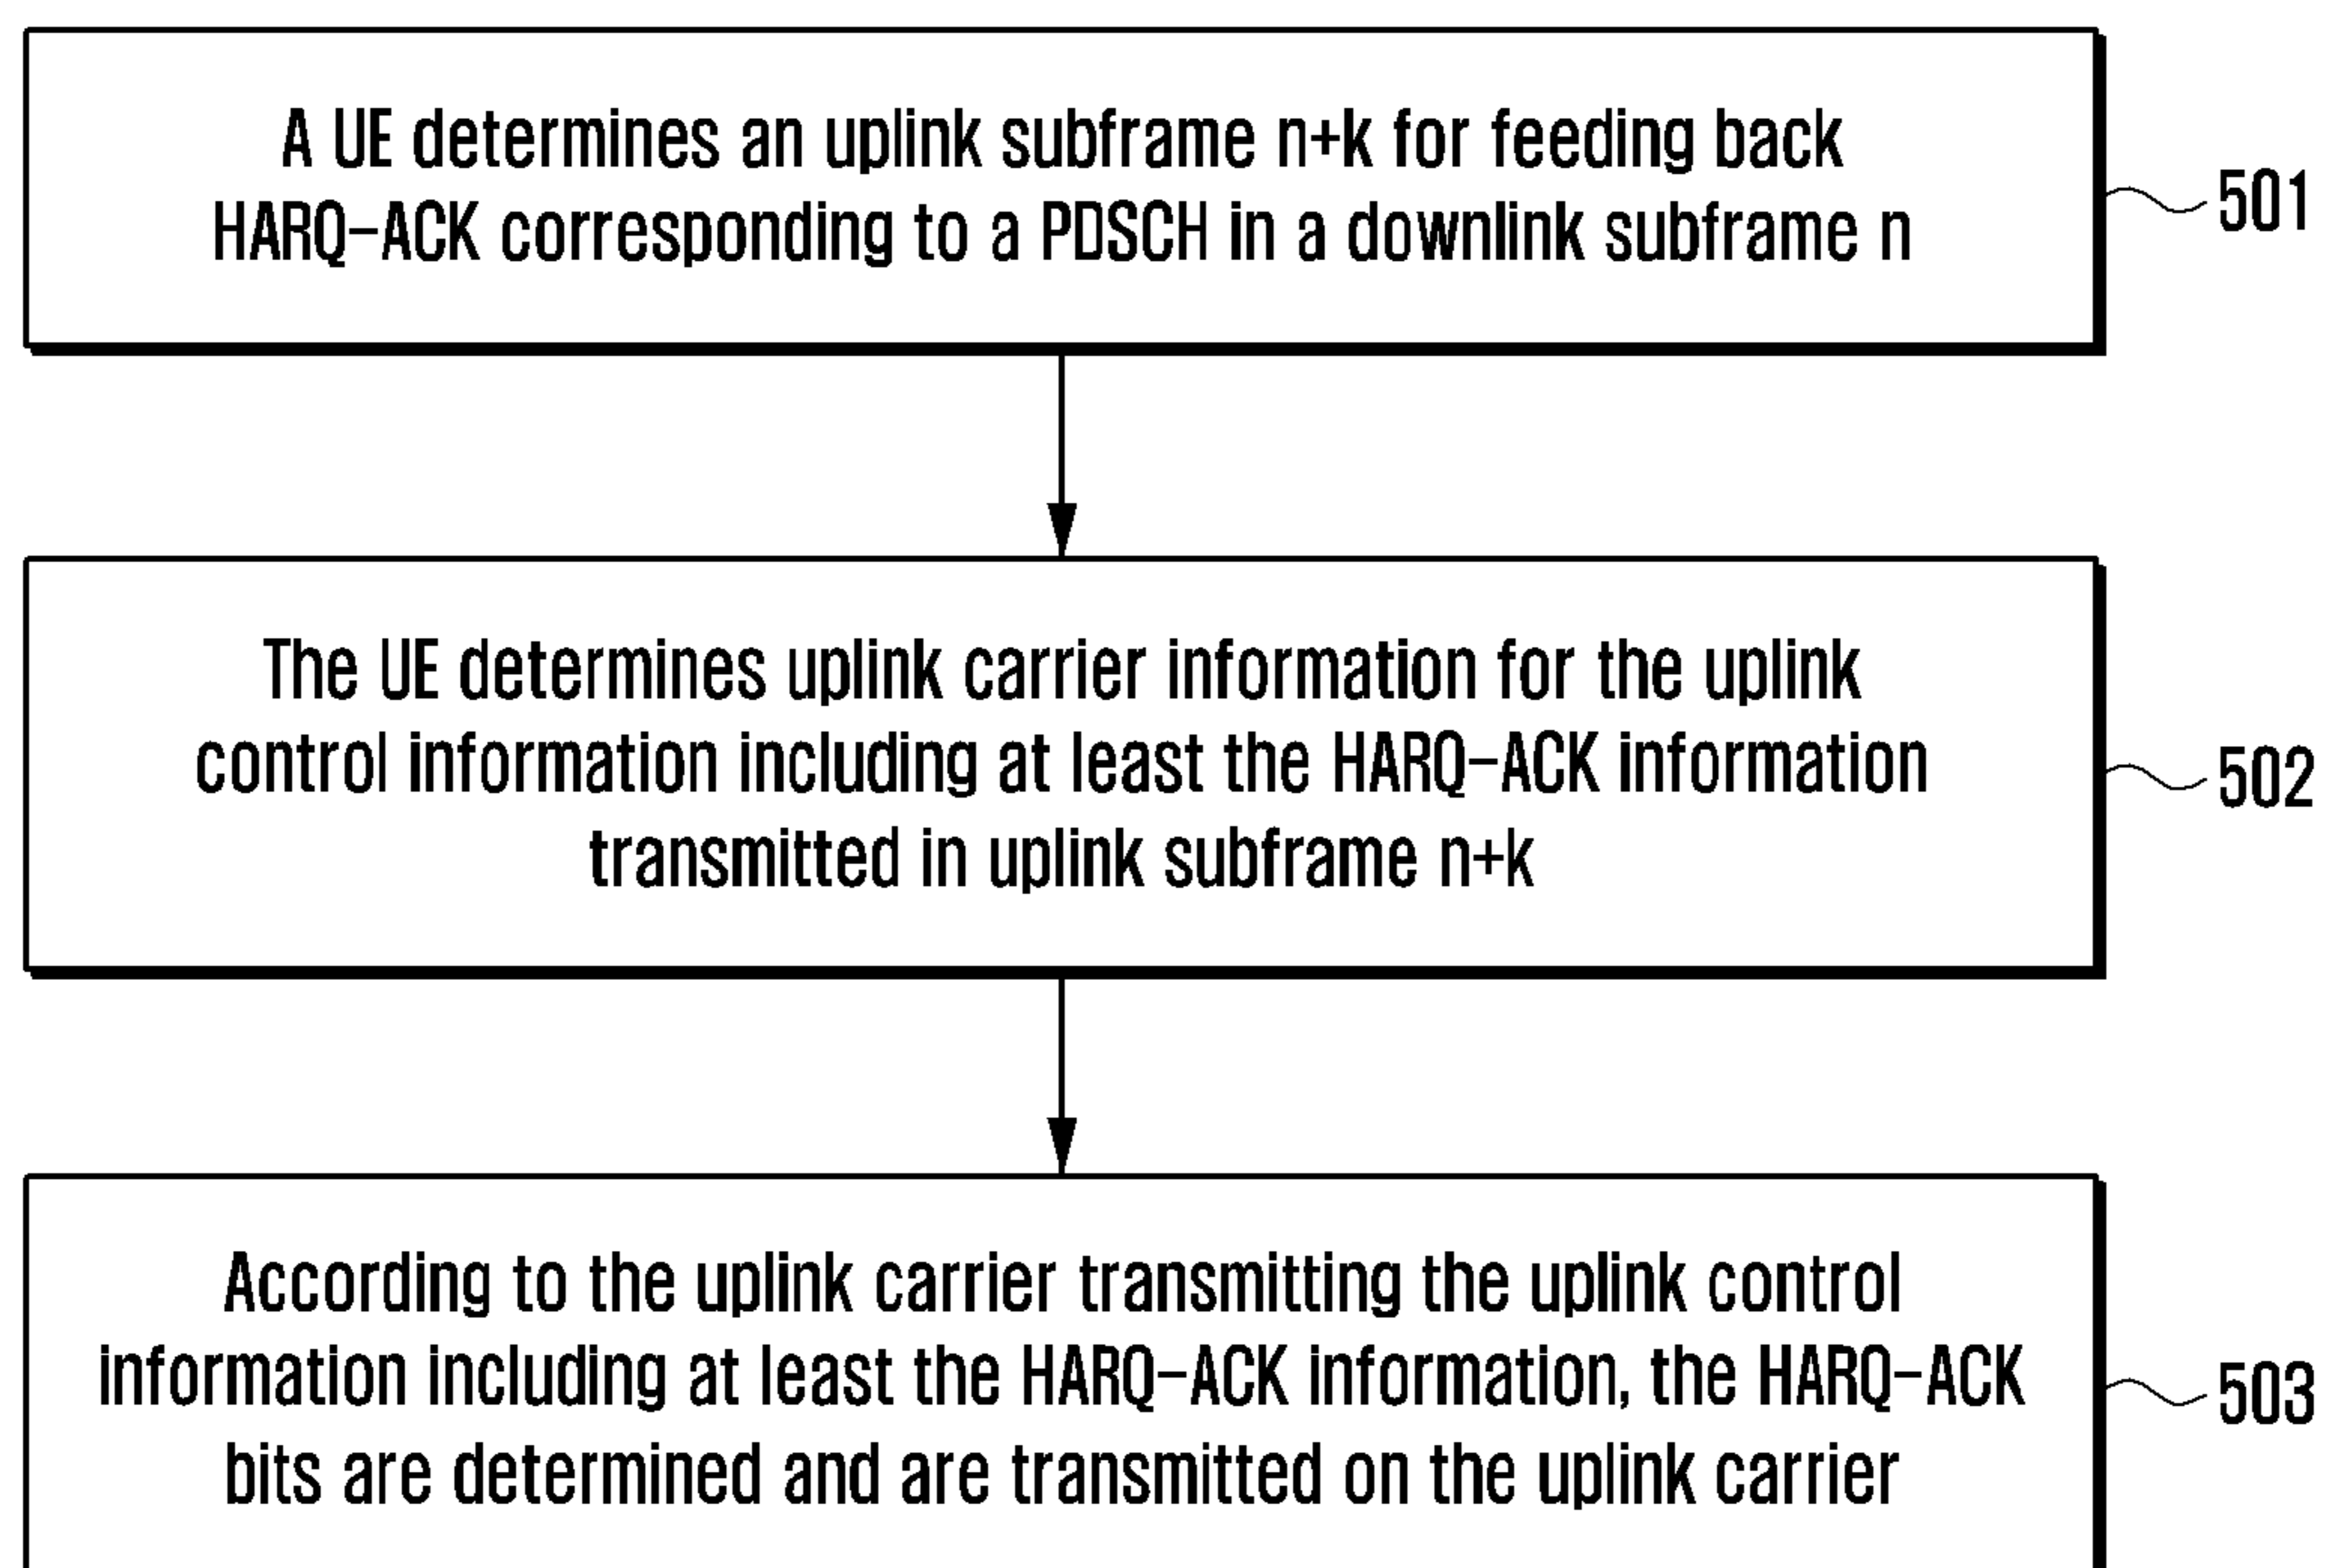 A UE determines an uplink subframe n+k for feeding back
HARQ-ACK corresponding to a PDSCH in a downlink subframe n
501
The UE determines uplink carrier information for the uplink
control information including at least the HARQ-ACK information
transmitted in uplink subframe n+k
502
According to the uplink carrier transmitting the uplink control
information including at least the HARQ-ACK information, the HARQ-ACK
bits are determined and are transmitted on the uplink carrier
503